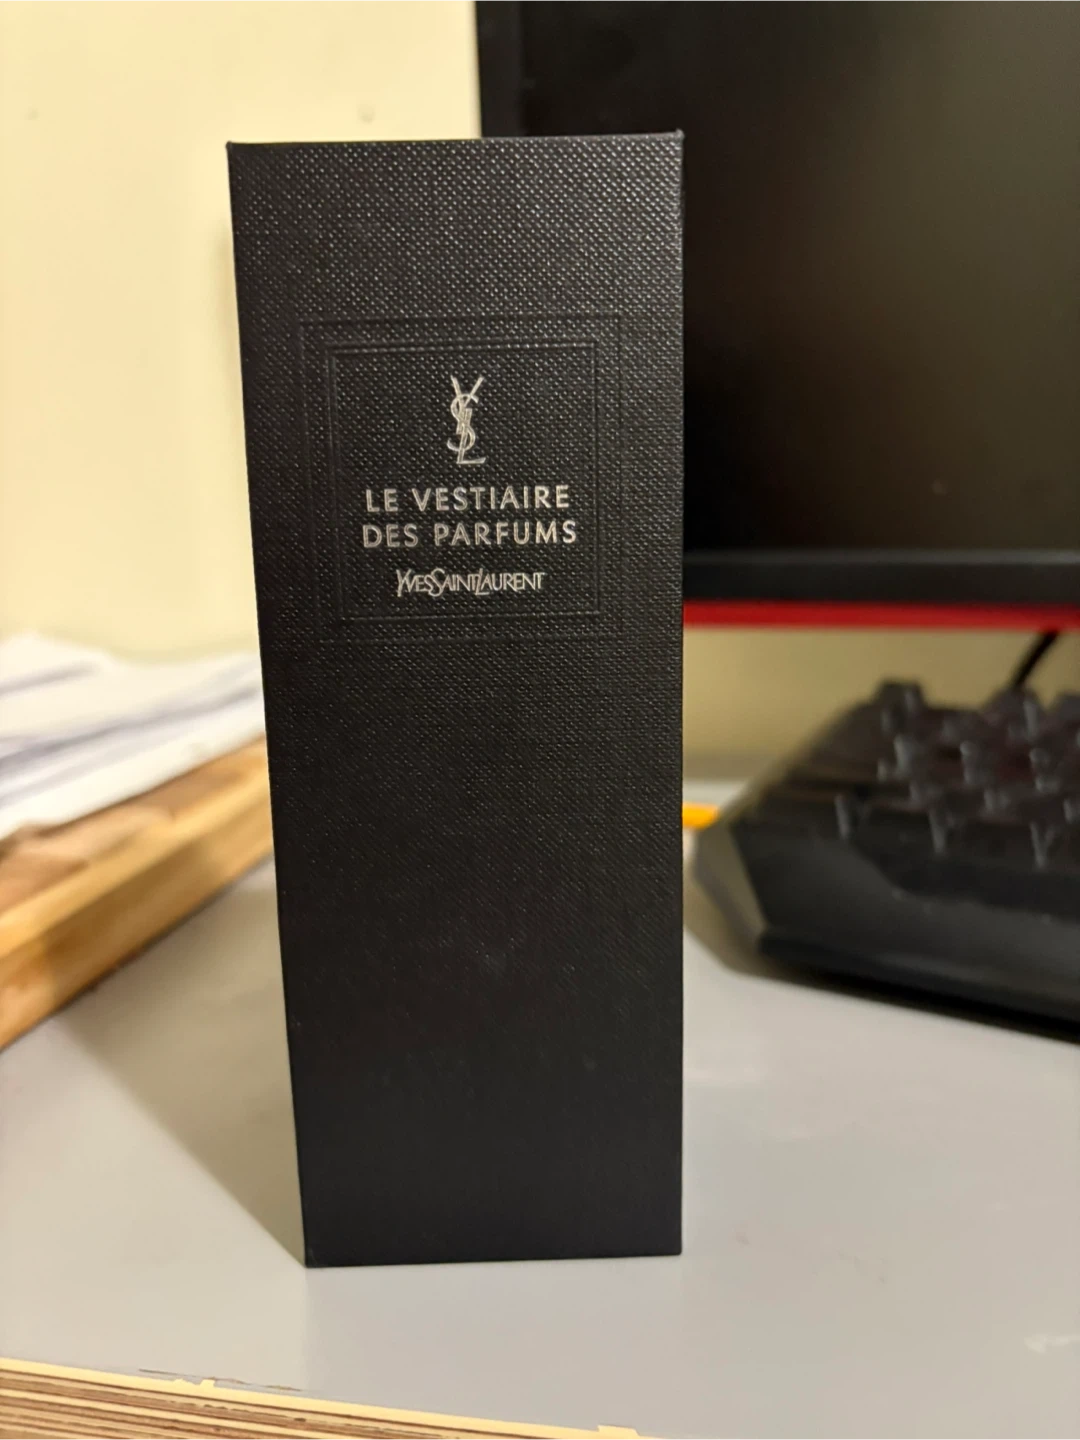 YSL
LE VESTIAIRE
DES PARFUMS
YVESSAINTLAURENT